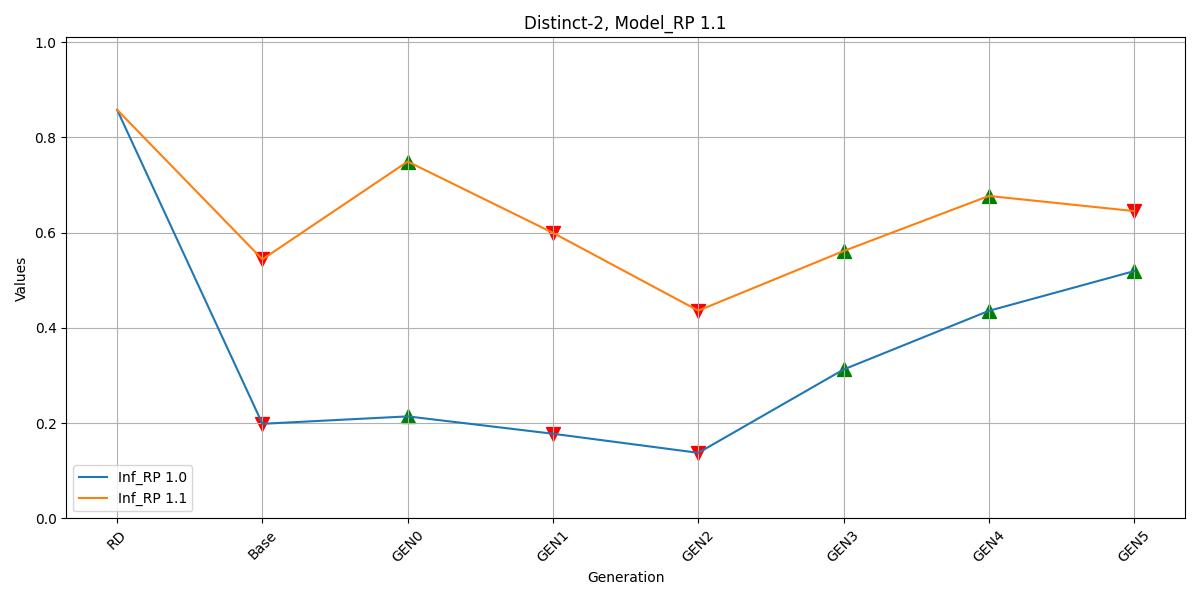 Distinct-2, Model_RP 1.1
Values
1.0
0.8
0.6
0.4
0.2
0.0
Inf_RP 1.0
Inf_RP 1.1
RD
Base
GEN0
GEN1
GEN2
GEN3
GEN4
GEN5
Generation